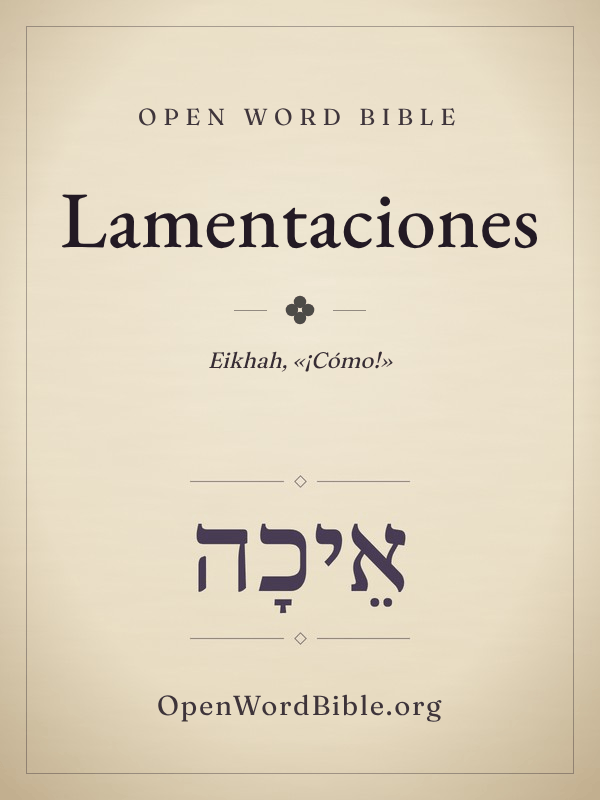 OPEN WORD BIBLE
Lamentaciones
Eikhah, «¡Cómo!»
אֵיכָה
OpenWordBible.org